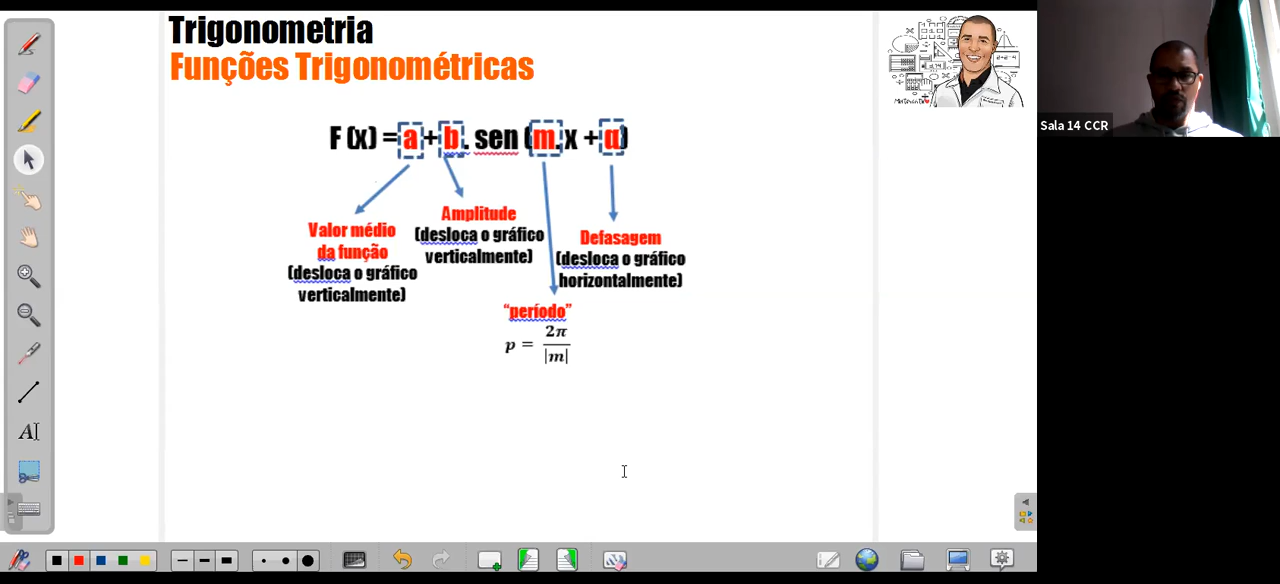 Trigonometria
Funções Trigonométricas
F (x) = a + b. sen (m.x + α)
Valor médio
da função
(desloca o gráfico
verticalmente)
Amplitude
(desloca o gráfico
verticalmente)
Defasagem
(desloca o gráfico
horizontalmente)
“período”
p = 2π / |m|
Sala 14 CCR